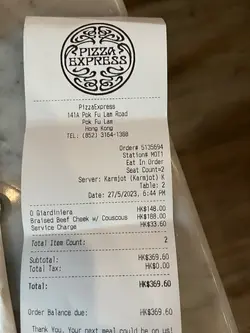 PIZZA
EXPRESS
PizzaExpress
141A Pok Fu Lam Road
Pok Fu Lam
Hong Kong
TEL: (852) 3164-1388
Order# 5135694
Station# MOT1
Eat In Order
Seat Count=2
Server: Karmjot (Karmjot) K
Table: 2
Date: 27/5/2023, 6:44 PM
O Giardiniera HK$148.00
Braised Beef Cheek w/ Couscous HK$188.00
Service Charge HK$33.60
Total Item Count: 2
Subtotal: HK$369.60
Total Tax: HK$0.00
Total: HK$369.60
Order Balance due: HK$369.60
Thank You. Your next meal could be on us!